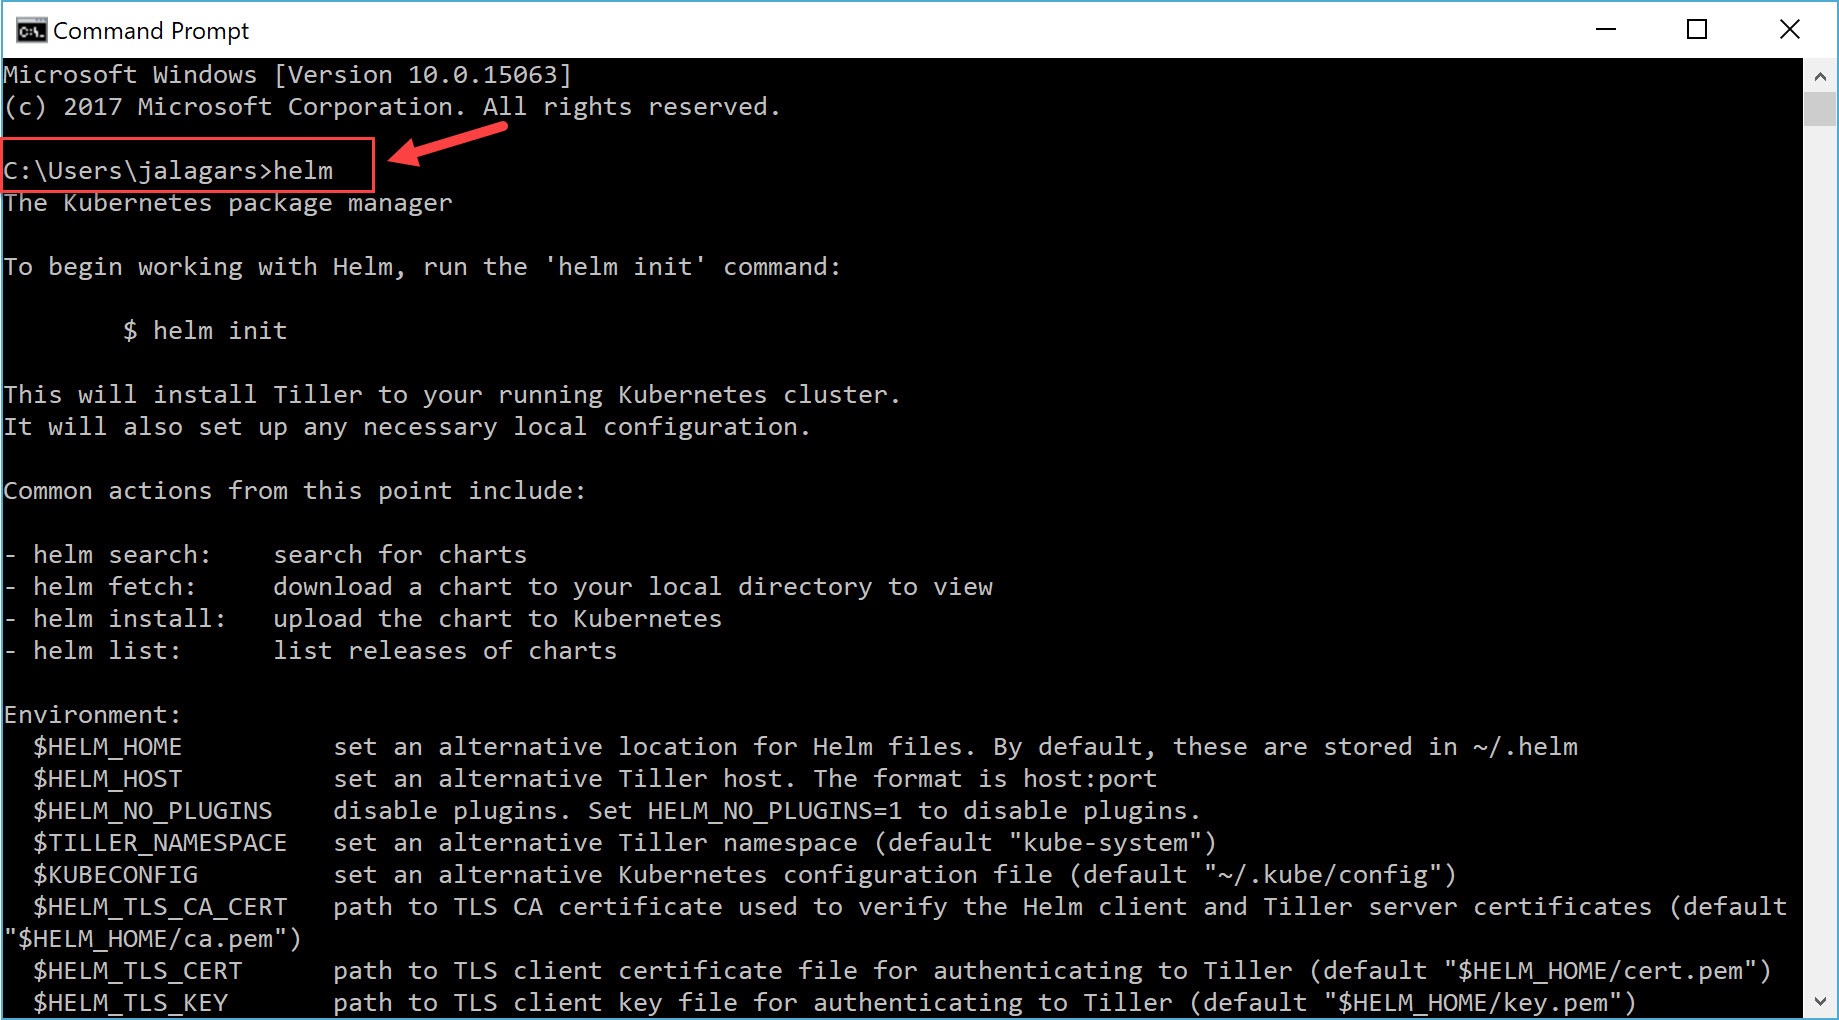 Command Prompt
Microsoft Windows [Version 10.0.15063]
(c) 2017 Microsoft Corporation. All rights reserved.
C:\Users\jalagars>helm
The Kubernetes package manager
To begin working with Helm, run the 'helm init' command:
$ helm init
This will install Tiller to your running Kubernetes cluster.
It will also set up any necessary local configuration.
Common actions from this point include:
- helm search:    search for charts
- helm fetch:     download a chart to your local directory to view
- helm install:   upload the chart to Kubernetes
- helm list:      list releases of charts
Environment:
$HELM_HOME          set an alternative location for Helm files. By default, these are stored in ~/.helm
$HELM_HOST          set an alternative Tiller host. The format is host:port
$HELM_NO_PLUGINS    disable plugins. Set HELM_NO_PLUGINS=1 to disable plugins.
$TILLER_NAMESPACE   set an alternative Tiller namespace (default "kube-system")
$KUBECONFIG         set an alternative Kubernetes configuration file (default "~/.kube/config")
$HELM_TLS_CA_CERT   path to TLS CA certificate used to verify the Helm client and Tiller server certificates (default
"$HELM_HOME/ca.pem")
$HELM_TLS_CERT      path to TLS client certificate file for authenticating to Tiller (default "$HELM_HOME/cert.pem")
$HELM_TLS_KEY       path to TLS client key file for authenticating to Tiller (default "$HELM_HOME/key.pem")